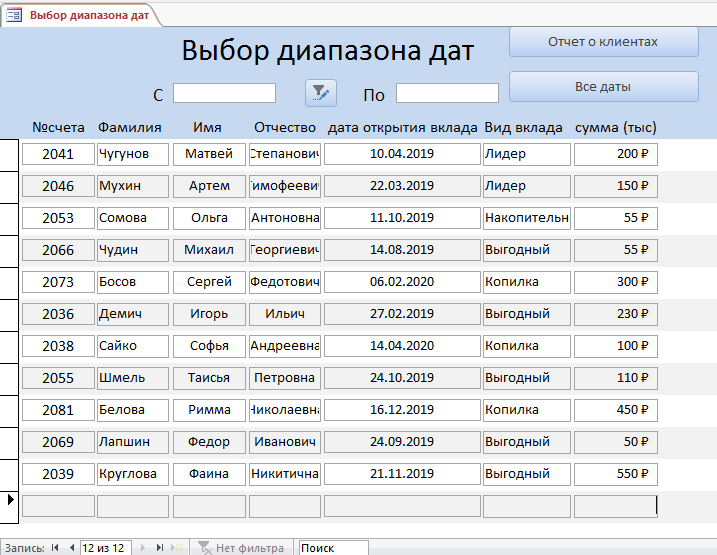 Выбор диапазона дат
Выбор диапазона дат
Отчет о клиентах
С По Все даты
№счета Фамилия Имя Отчество дата открытия вклада Вид вклада сумма (тыс)
2041 Чугунов Матвей Степанович 10.04.2019 Лидер 200 ₽
2046 Мухин Артем Тимофеевич 22.03.2019 Лидер 150 ₽
2053 Сомова Ольга Антоновна 11.10.2019 Накопительн 55 ₽
2066 Чудин Михаил Георгиевич 14.08.2019 Выгодный 55 ₽
2073 Босов Сергей Федотович 06.02.2020 Копилка 300 ₽
2036 Демич Игорь Ильич 27.02.2019 Выгодный 230 ₽
2038 Сайко Софья Андреевна 14.04.2020 Копилка 100 ₽
2055 Шмель Таисья Петровна 24.10.2019 Выгодный 110 ₽
2081 Белова Римма Николаевна 16.12.2019 Копилка 450 ₽
2069 Лапшин Федор Иванович 24.09.2019 Выгодный 50 ₽
2039 Круглова Фаина Никитична 21.11.2019 Выгодный 550 ₽
Запись: 12 из 12 Нет фильтра Поиск